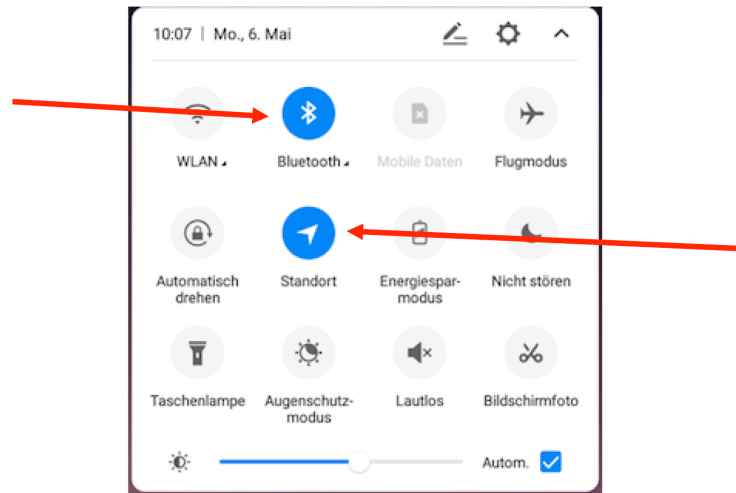 10:07 | Mo., 6. Mai
WLAN
Bluetooth
Mobile Daten
Flugmodus
Automatisch
drehen
Standort
Energiespar-
modus
Nicht stören
Taschenlampe
Augenschutz-
modus
Lautlos
Bildschirmfoto
Autom.